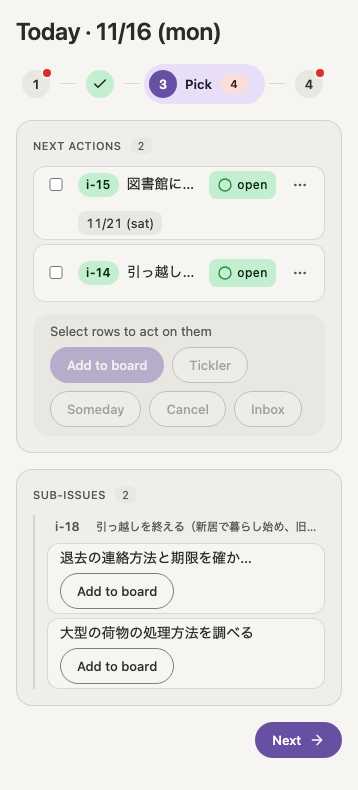 Today · 11/16 (mon)
1 3 Pick 4 4
NEXT ACTIONS 2
i-15 図書館に… open ···
11/21 (sat)
i-14 引っ越し… open ···
Select rows to act on them
Add to board Tickler
Someday Cancel Inbox
SUB-ISSUES 2
i-18 引っ越しを終える（新居で暮らし始め、旧…
退去の連絡方法と期限を確か…
Add to board
大型の荷物の処理方法を調べる
Add to board
Next →